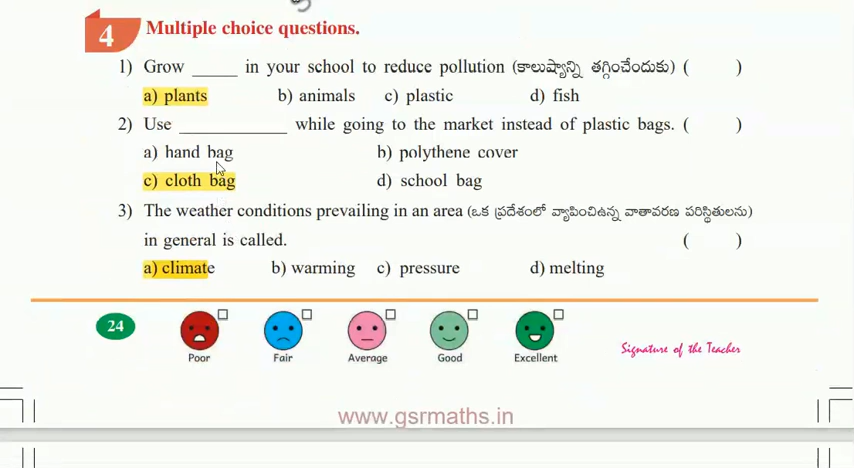 4 Multiple choice questions.
1) Grow _____ in your school to reduce pollution (కాలుష్యాన్ని తగ్గించేందుకు) ( )
a) plants b) animals c) plastic d) fish
2) Use ____________ while going to the market instead of plastic bags. ( )
a) hand bag b) polythene cover
c) cloth bag d) school bag
3) The weather conditions prevailing in an area (ఒక ప్రదేశంలో వ్యాపించిఉన్న వాతావరణ పరిస్థితులను)
in general is called. ( )
a) climate b) warming c) pressure d) melting
24
Poor Fair Average Good Excellent
Signature of the Teacher
www.gsrmaths.in